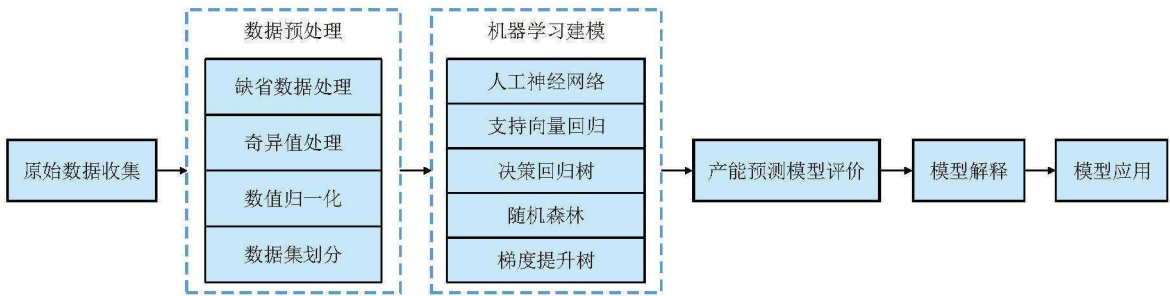 原始数据收集
数据预处理
缺省数据处理
奇异值处理
数值归一化
数据集划分
机器学习建模
人工神经网络
支持向量回归
决策回归树
随机森林
梯度提升树
产能预测模型评价
模型解释
模型应用